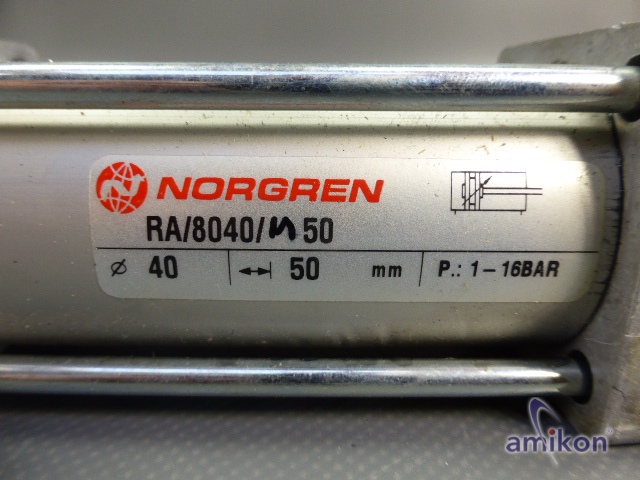 NORGREN
RA/8040/M50
⌀ 40 50 mm P.: 1-16BAR
amikon